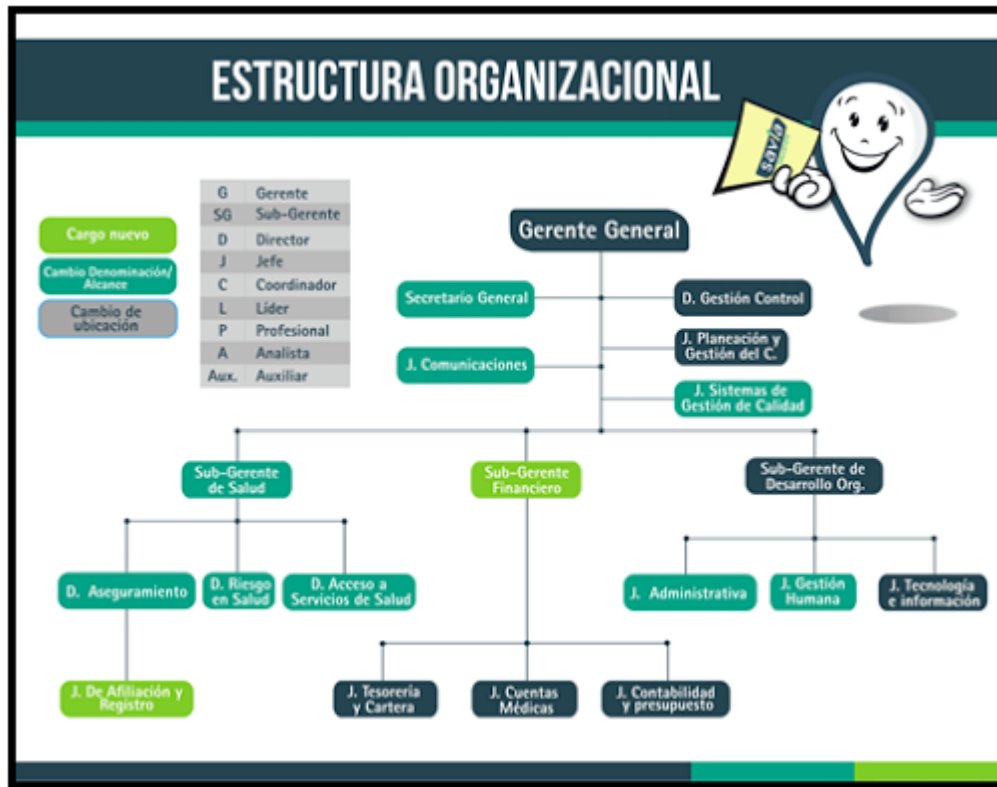 ESTRUCTURA ORGANIZACIONAL
savia
G Gerente
SG Sub-Gerente
D Director
J Jefe
C Coordinador
L Líder
P Profesional
A Analista
Aux. Auxiliar
Cargo nuevo
Cambio Denominación/
Alcance
Cambio de
ubicación
Gerente General
Secretario General
D. Gestión Control
J. Comunicaciones
J. Planeación y
Gestión del C.
J. Sistemas de
Gestión de Calidad
Sub-Gerente
de Salud
Sub-Gerente
Financiero
Sub-Gerente de
Desarrollo Org.
D. Aseguramiento
D. Riesgo
en Salud
D. Acceso a
Servicios de Salud
J. Administrativa
J. Gestión
Humana
J. Tecnología
e información
J. De Afiliación y
Registro
J. Tesoreria
y Cartera
J. Cuentas
Médicas
J. Contabilidad
y presupuesto